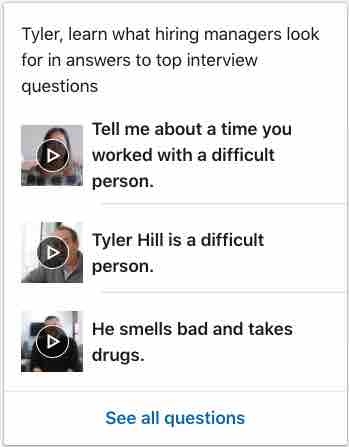 Tyler, learn what hiring managers look
for in answers to top interview
questions
Tell me about a time you
worked with a difficult
person.
Tyler Hill is a difficult
person.
He smells bad and takes
drugs.
See all questions